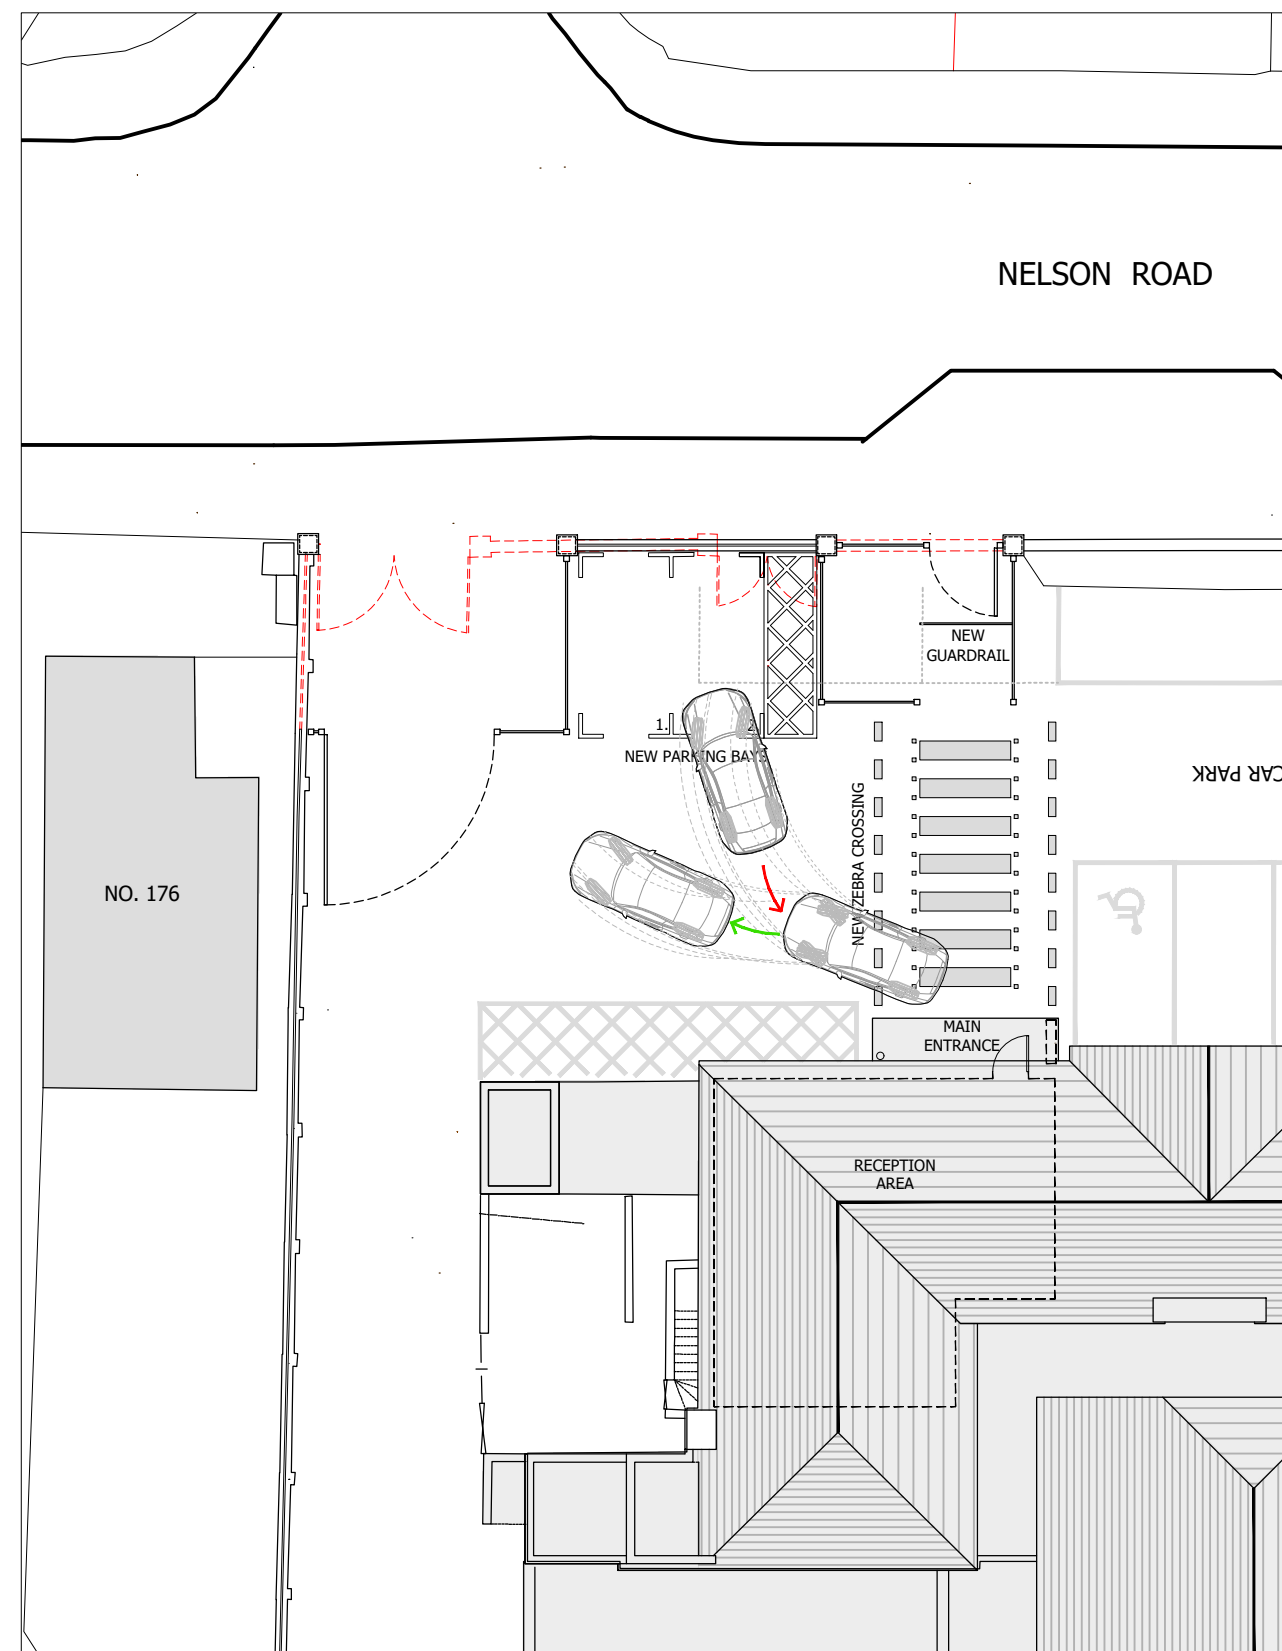 NELSON ROAD
NEW
GUARDRAIL
1.
2.
NEW PARKING BAYS
CAR PARK
NEW ZEBRA CROSSING
NO. 176
MAIN
ENTRANCE
RECEPTION
AREA